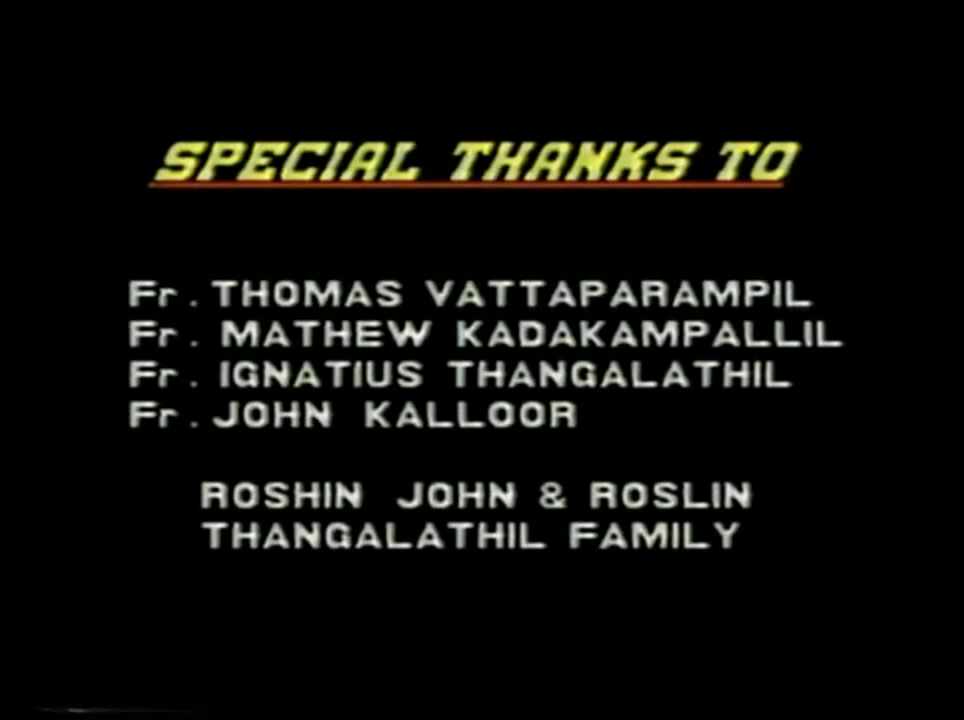 SPECIAL THANKS TO
Fr. THOMAS VATTAPARAMPIL
Fr. MATHEW KADAKAMPALLIL
Fr. IGNATIUS THANGALATHIL
Fr. JOHN KALLOOR
ROSHIN JOHN & ROSLIN
THANGALATHIL FAMILY